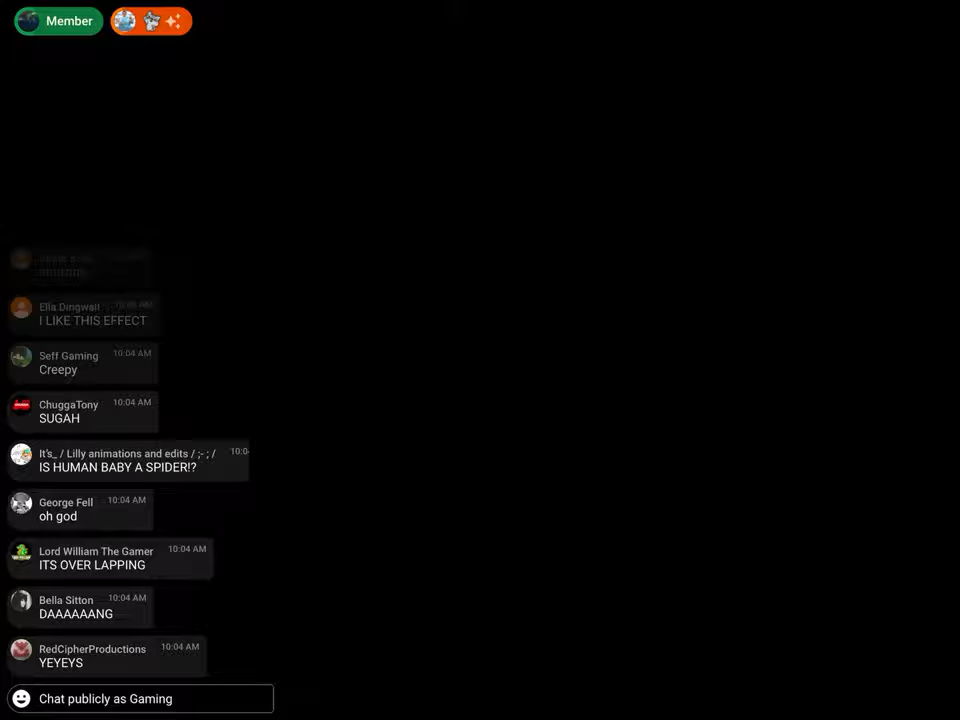 Member
Ella Dingwall
I LIKE THIS EFFECT
Seff Gaming 10:04 AM
Creepy
ChuggaTony 10:04 AM
SUGAH
It's_ / Lilly animations and edits / ;- ; / 10:0
IS HUMAN BABY A SPIDER!?
George Fell 10:04 AM
oh god
Lord William The Gamer 10:04 AM
ITS OVER LAPPING
Bella Sitton 10:04 AM
DAAAAAANG
RedCipherProductions 10:04 AM
YEYEYS
Chat publicly as Gaming